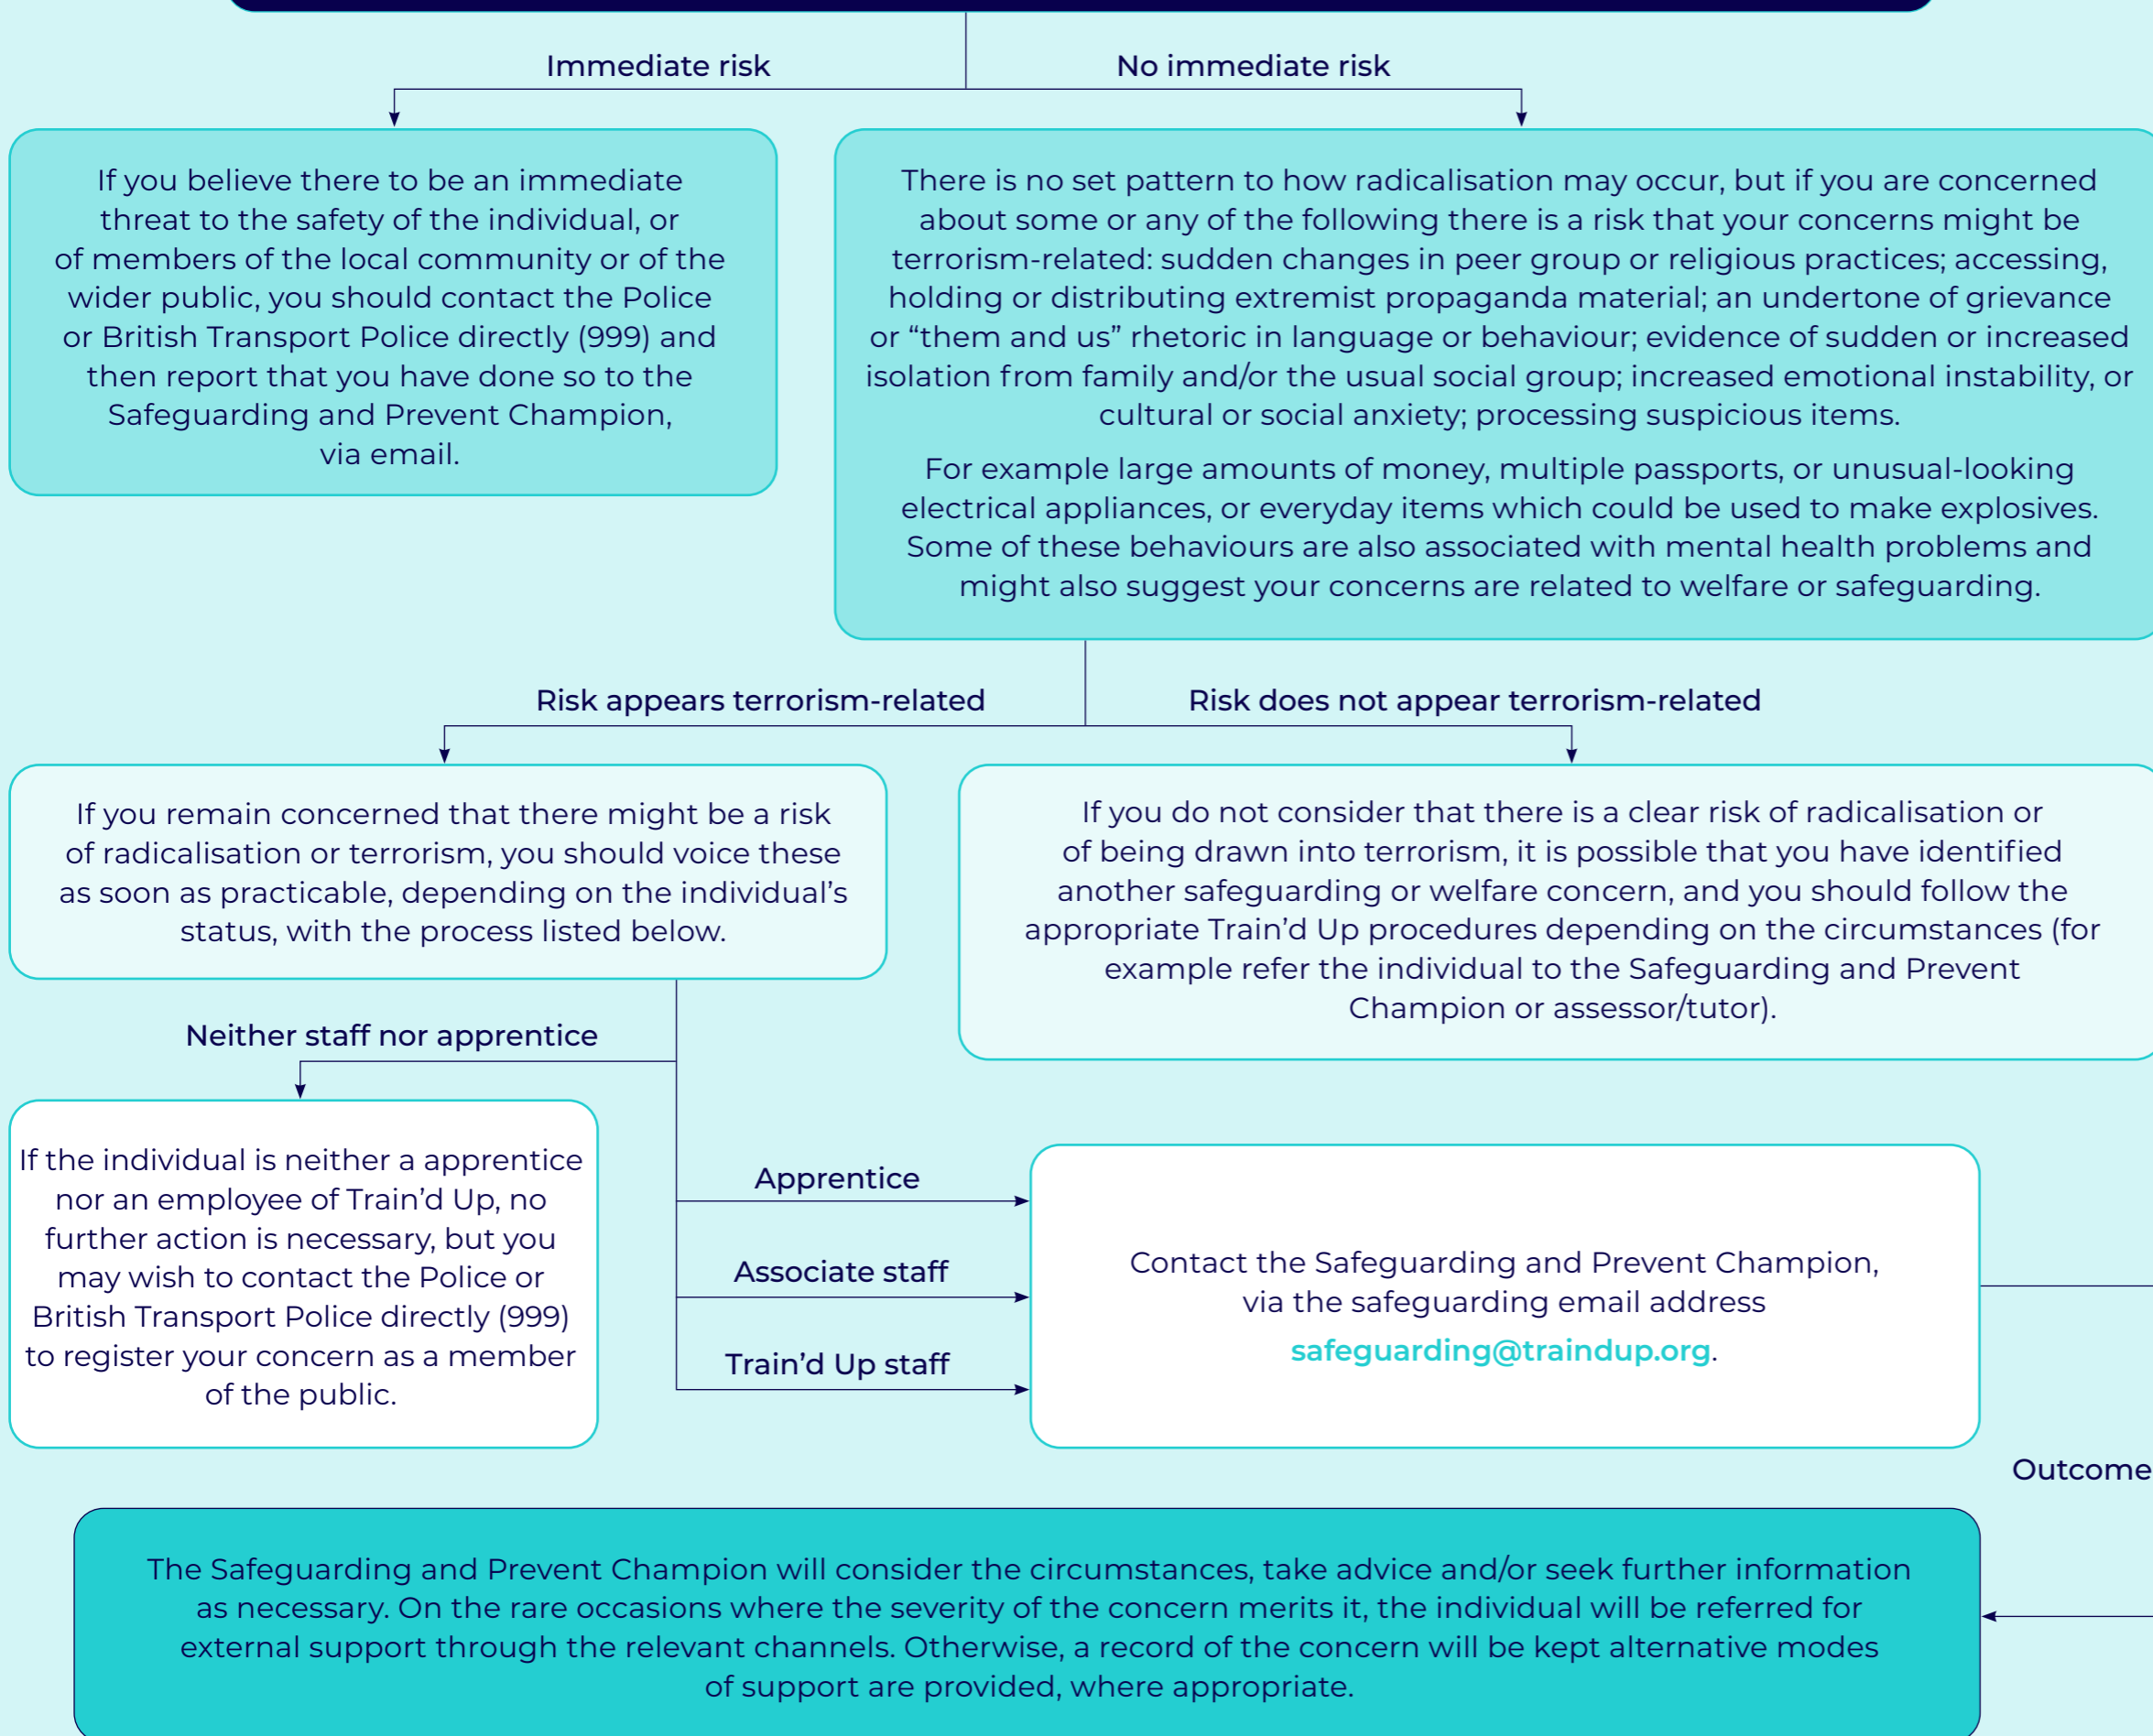 Immediate risk
No immediate risk
If you believe there to be an immediate
threat to the safety of the individual, or
of members of the local community or of the
wider public, you should contact the Police
or British Transport Police directly (999) and
then report that you have done so to the
Safeguarding and Prevent Champion,
via email.
There is no set pattern to how radicalisation may occur, but if you are concerned
about some or any of the following there is a risk that your concerns might be
terrorism-related: sudden changes in peer group or religious practices; accessing,
holding or distributing extremist propaganda material; an undertone of grievance
or “them and us” rhetoric in language or behaviour; evidence of sudden or increased
isolation from family and/or the usual social group; increased emotional instability, or
cultural or social anxiety; processing suspicious items.
For example large amounts of money, multiple passports, or unusual-looking
electrical appliances, or everyday items which could be used to make explosives.
Some of these behaviours are also associated with mental health problems and
might also suggest your concerns are related to welfare or safeguarding.
Risk appears terrorism-related
Risk does not appear terrorism-related
If you remain concerned that there might be a risk
of radicalisation or terrorism, you should voice these
as soon as practicable, depending on the individual’s
status, with the process listed below.
If you do not consider that there is a clear risk of radicalisation or
of being drawn into terrorism, it is possible that you have identified
another safeguarding or welfare concern, and you should follow the
appropriate Train’d Up procedures depending on the circumstances (for
example refer the individual to the Safeguarding and Prevent
Champion or assessor/tutor).
Neither staff nor apprentice
If the individual is neither a apprentice
nor an employee of Train’d Up, no
further action is necessary, but you
may wish to contact the Police or
British Transport Police directly (999)
to register your concern as a member
of the public.
Apprentice
Associate staff
Train’d Up staff
Contact the Safeguarding and Prevent Champion,
via the safeguarding email address
safeguarding@traindup.org.
Outcome
The Safeguarding and Prevent Champion will consider the circumstances, take advice and/or seek further information
as necessary. On the rare occasions where the severity of the concern merits it, the individual will be referred for
external support through the relevant channels. Otherwise, a record of the concern will be kept alternative modes
of support are provided, where appropriate.